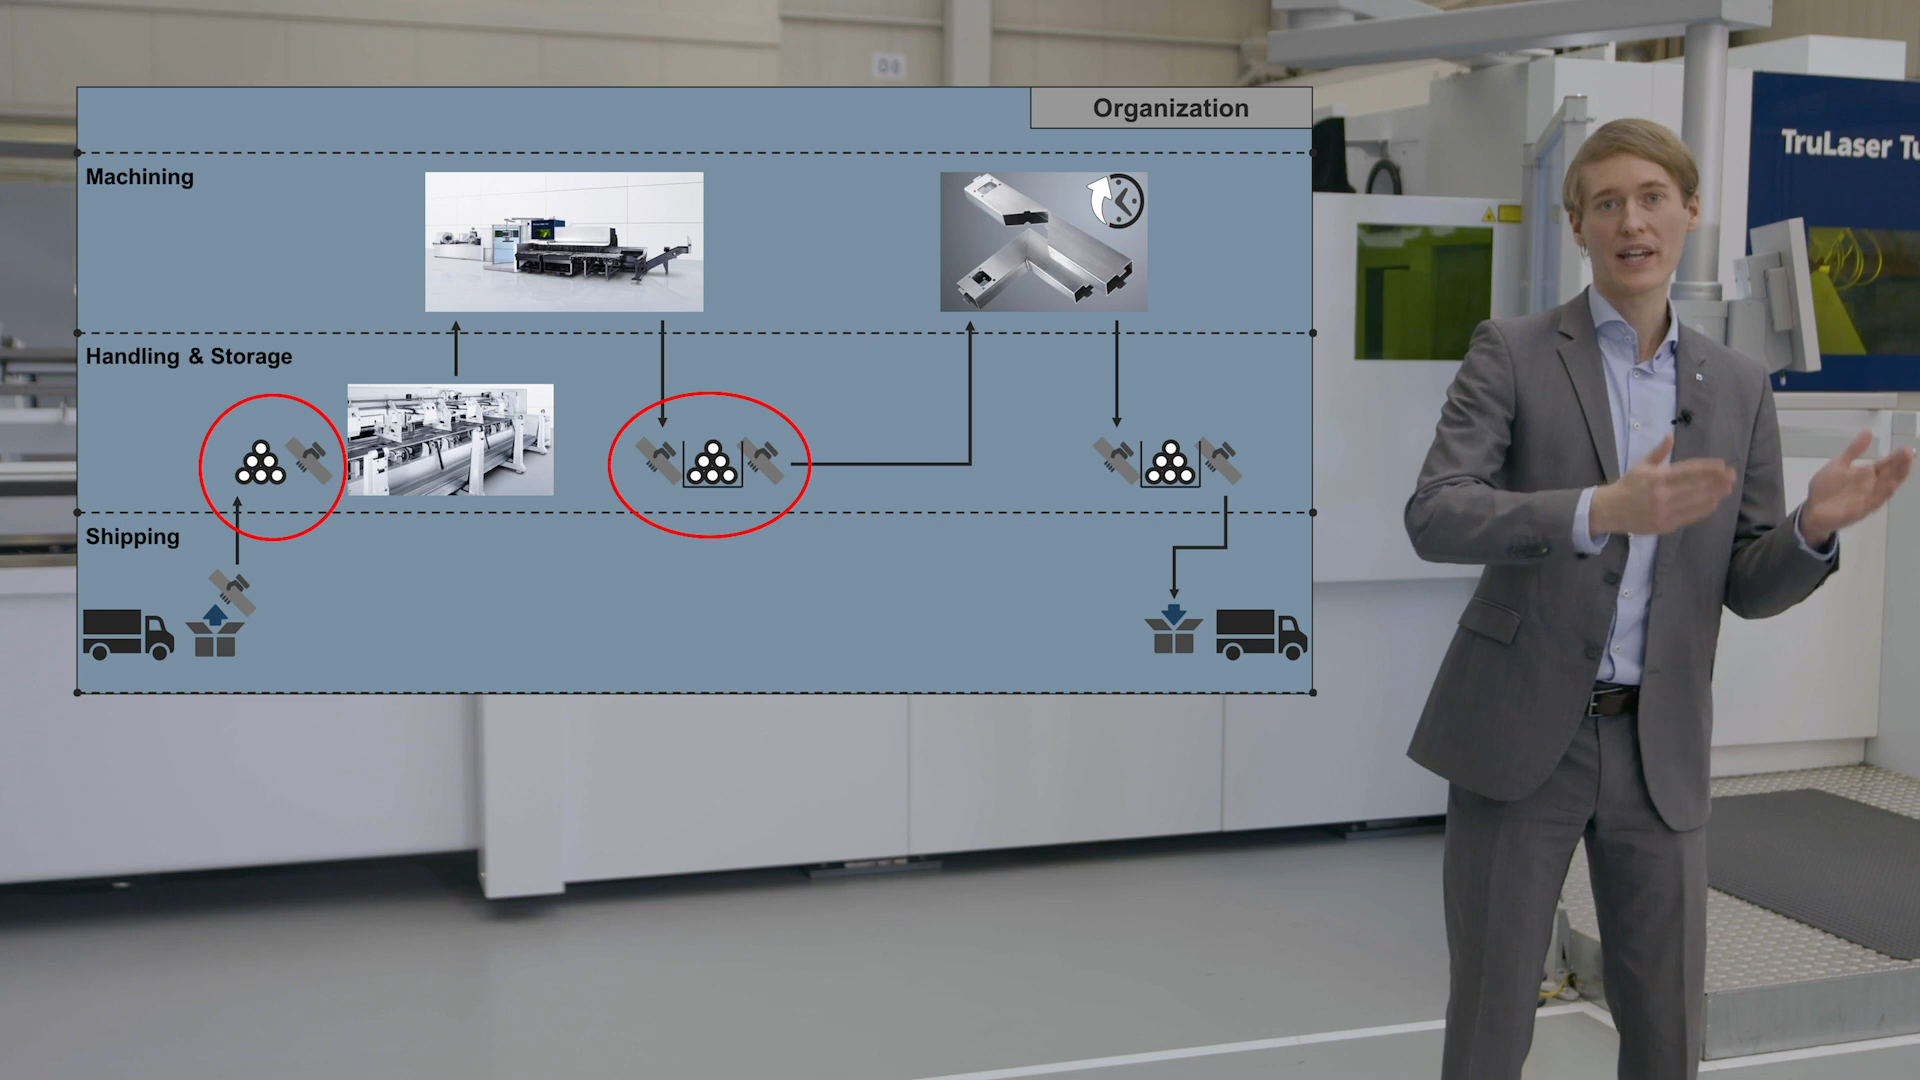 Organization
Machining
Handling & Storage
Shipping
TruLaser Tu